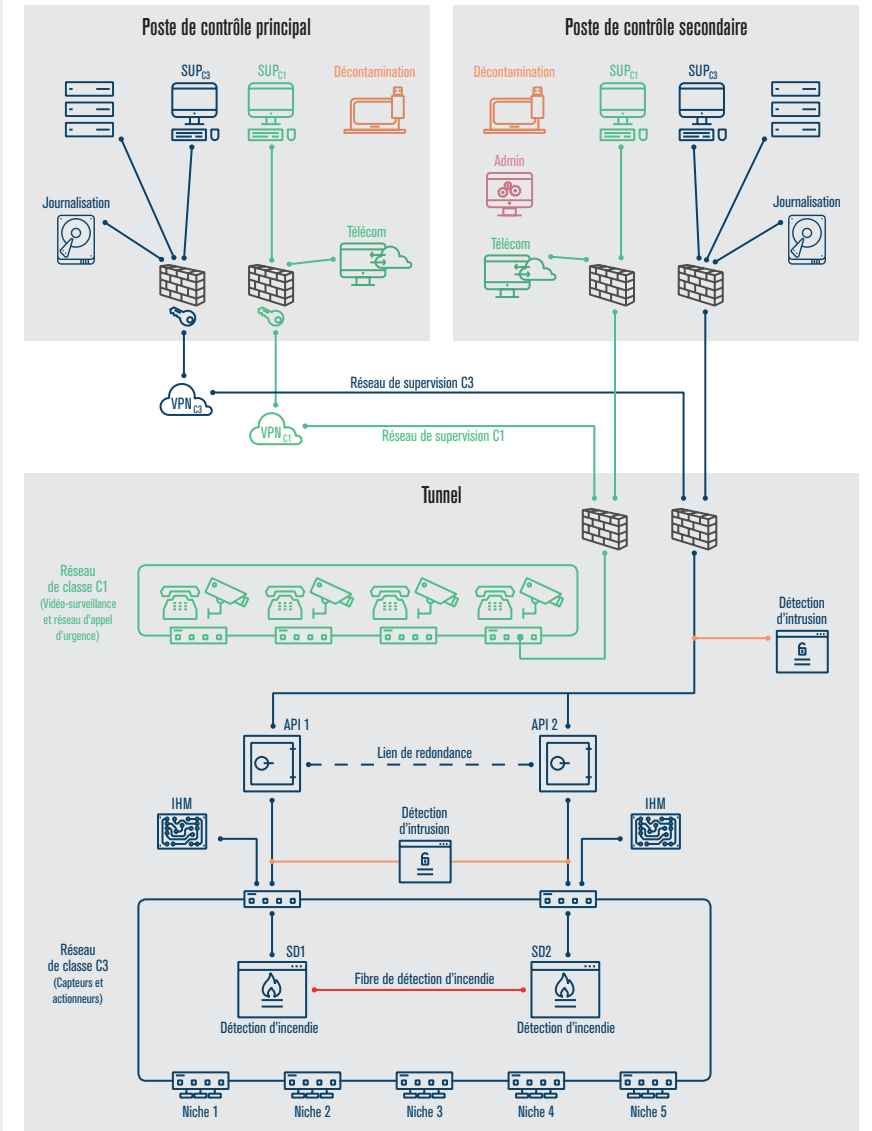 Poste de contrôle principal
Poste de contrôle secondaire
SUPC3
SUPC1
Décontamination
Décontamination
SUPC1
SUPC3
Admin
Journalisation
Télécom
Télécom
Journalisation
VPNC3
Réseau de supervision C3
VPNC1
Réseau de supervision C1
Tunnel
Réseau
de classe C1
(Vidéo-surveillance
et réseau d'appel
d'urgence)
Détection
d'intrusion
API 1
API 2
Lien de redondance
IHM
Détection
d'intrusion
IHM
Réseau
de classe C3
(Capteurs et
actionneurs)
SD1
SD2
Fibre de détection d'incendie
Détection d'incendie
Détection d'incendie
Niche 1
Niche 2
Niche 3
Niche 4
Niche 5